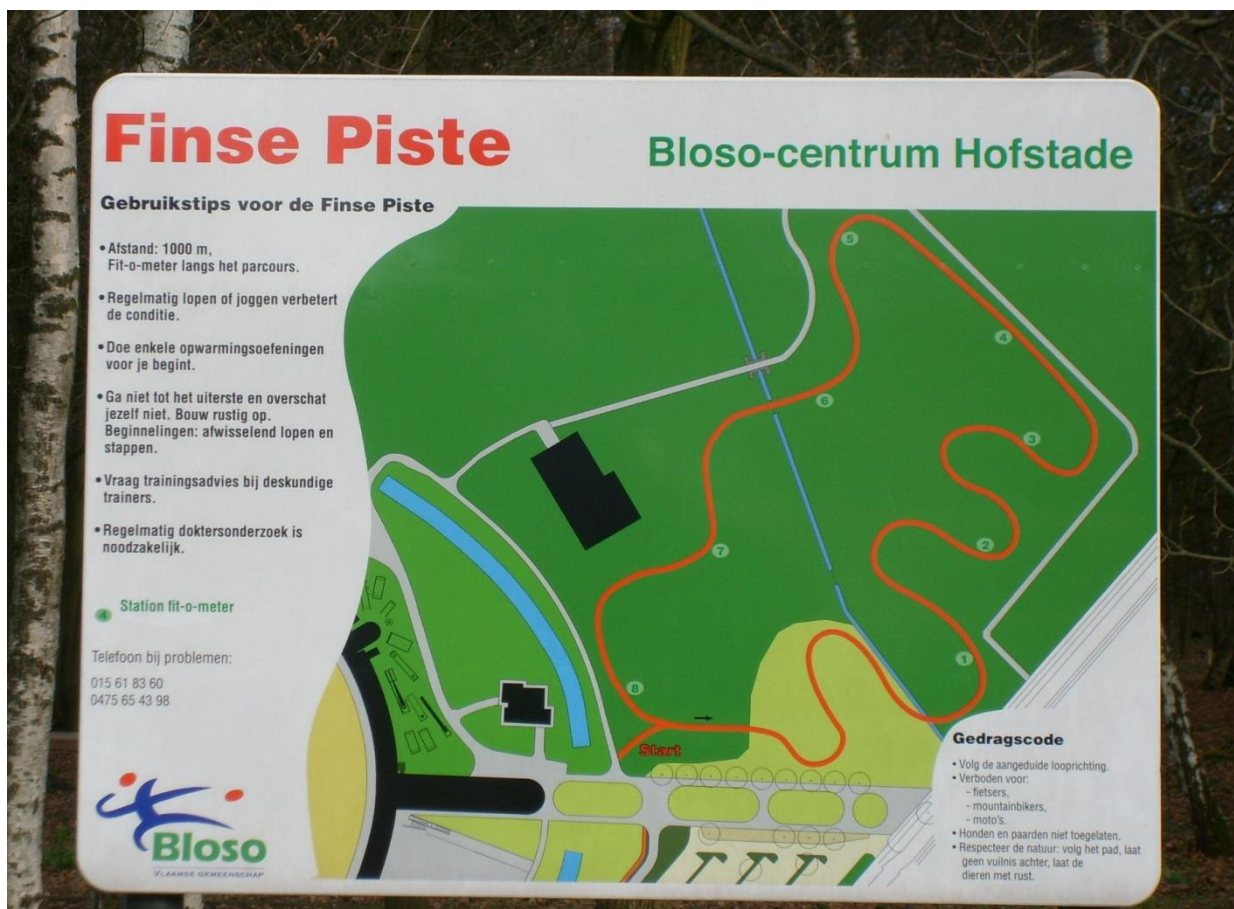 Finse Piste
Bloso-centrum Hofstade
Gebruikstips voor de Finse Piste
• Afstand: 1000 m,
Fit-o-meter langs het parcours.
• Regelmatig lopen of joggen verbetert
de conditie.
• Doe enkele opwarmingsoefeningen
voor je begint.
• Ga niet tot het uiterste en overschat
jezelf niet. Bouw rustig op.
Beginnelingen: afwisselend lopen en
stappen.
• Vraag trainingsadvies bij deskundige
trainers.
• Regelmatig doktersonderzoek is
noodzakelijk.
4 Station fit-o-meter
Telefoon bij problemen:
015 61 83 60
0475 65 43 98
Bloso
VLAAMSE GEMEENSCHAP
5
4
6
3
7
2
1
8
Start
Gedragscode
• Volg de aangeduide looprichting.
• Verboden voor:
- fietsers,
- mountainbikers,
- moto's.
• Honden en paarden niet toegelaten.
• Respecteer de natuur: volg het pad, laat
geen vuilnis achter, laat de
dieren met rust.